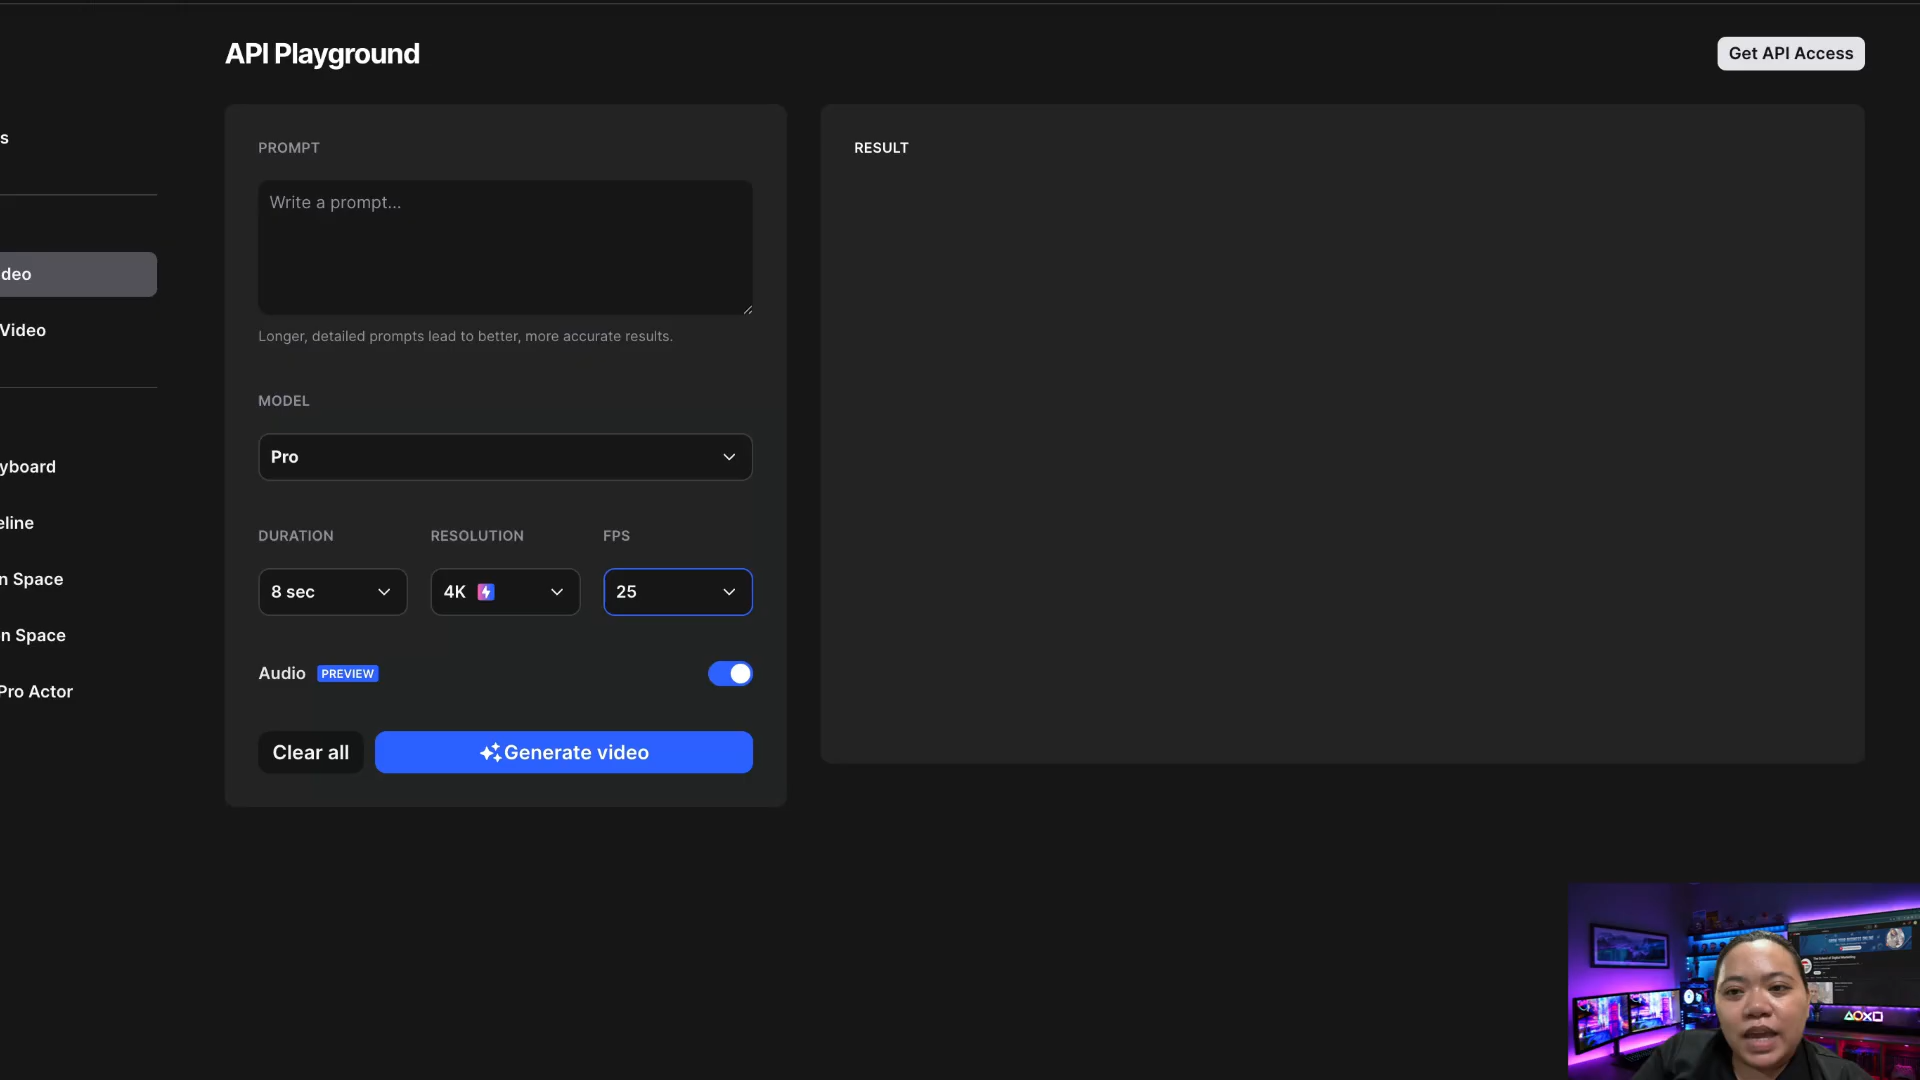 API Playground
Get API Access
s
deo
Video
yboard
eline
n Space
n Space
Pro Actor
PROMPT
Write a prompt...
Longer, detailed prompts lead to better, more accurate results.
MODEL
Pro
DURATION
RESOLUTION
FPS
8 sec
4K
25
Audio
PREVIEW
Clear all
Generate video
RESULT